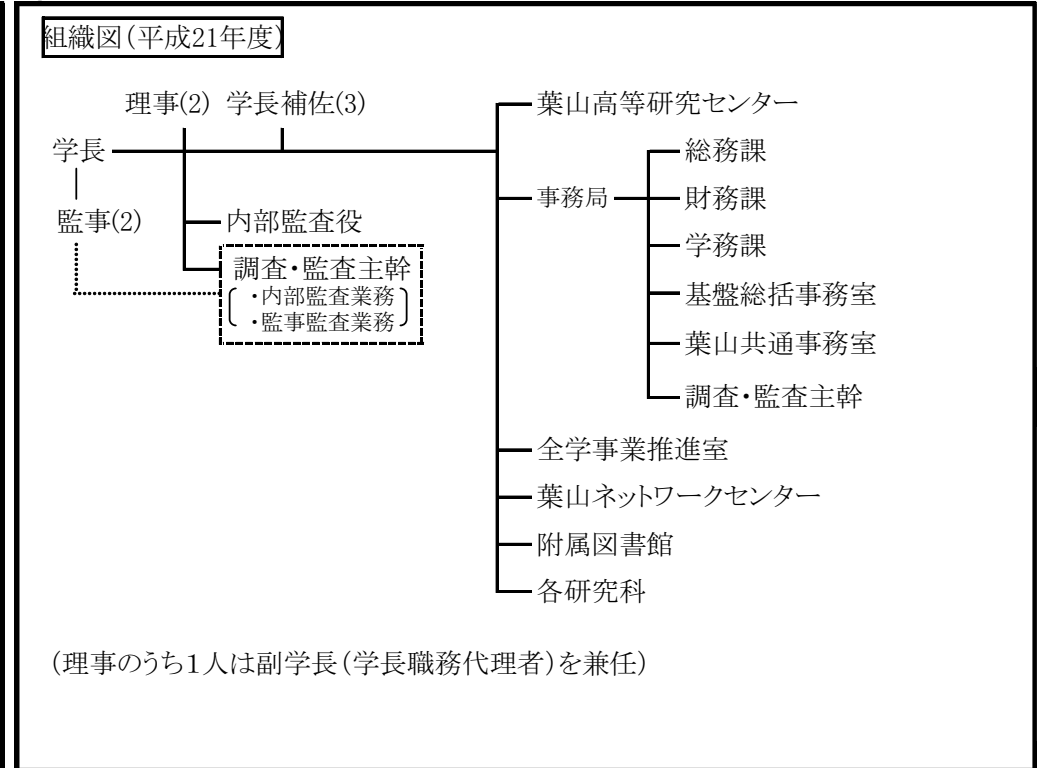 組織図(平成21年度)
理事(2) 学長補佐(3)
学長
監事(2)
内部監査役
調査・監査主幹
・内部監査業務
・監事監査業務
葉山高等研究センター
事務局
総務課
財務課
学務課
基盤総括事務室
葉山共通事務室
調査・監査主幹
全学事業推進室
葉山ネットワークセンター
附属図書館
各研究科
(理事のうち1人は副学長(学長職務代理者)を兼任)